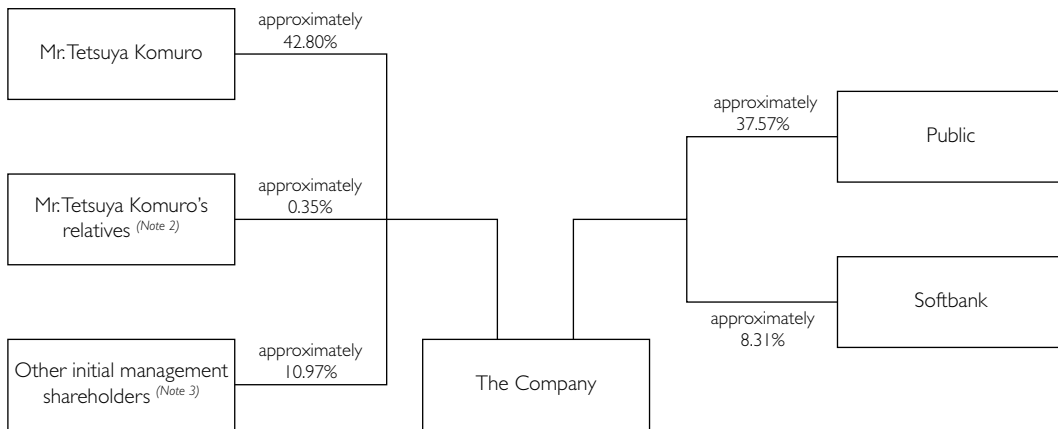 Mr. Tetsuya Komuro
approximately
42.80%
Mr. Tetsuya Komuro's
relatives (Note 2)
approximately
0.35%
Other initial management
shareholders (Note 3)
approximately
10.97%
The Company
approximately
37.57%
Public
approximately
8.31%
Softbank